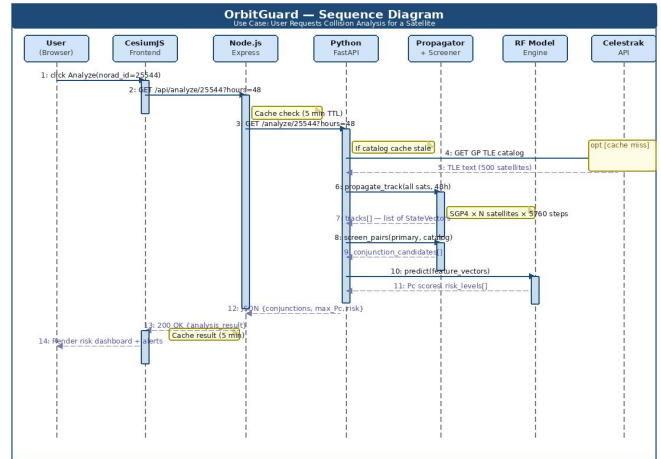 OrbitGuard — Sequence Diagram
Use Case: User Requests Collision Analysis for a Satellite
User
(Browser)
CesiumJS
Frontend
Node.js
Express
Python
FastAPI
Propagator
+ Screener
RF Model
Engine
Celestrak
API
1: click Analyze(norad_id=25544)
2: GET /api/analyze/25544?hours=48
Cache check (5 min TTL)
3: GET /analyze/25544?hours=48
If catalog cache stale
opt [cache miss]
4: GET GP TLE catalog
5: TLE text (500 satellites)
6: propagate_track(all sats, 48h)
SGP4 × N satellites × 5760 steps
7: tracks[] — list of StateVectors
8: screen_pairs(primary, catalog)
9: conjunction_candidates[]
10: predict(feature_vectors)
11: Pc scores, risk_levels[]
12: JSON {conjunctions, max_Pc, risk}
13: 200 OK {analysis_result}
Cache result (5 min)
14: Render risk dashboard + alerts